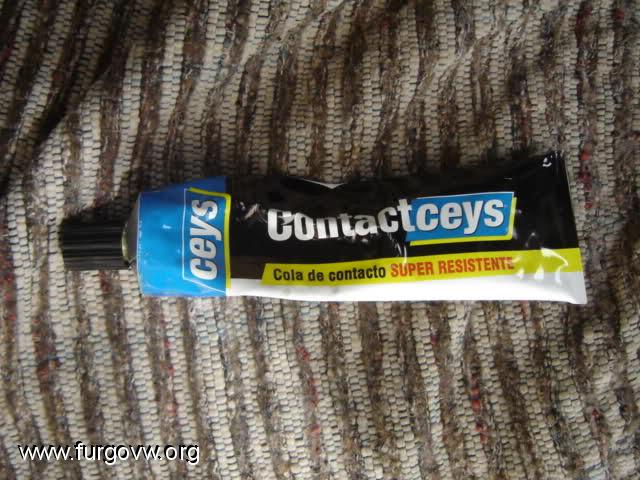 ceys
Contactceys
Cola de contacto SUPER RESISTENTE
www.furgovw.org